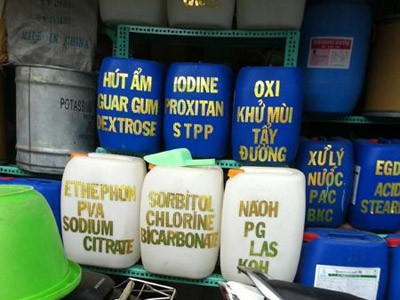 MADE IN CHINA
POTASS
HÚT ẨM
GUAR GUM
DEXTROSE
IODINE
PROXITAN
STPP
OXI
KHỬ MÙI
TẨY
ĐƯỜNG
XỬ LÝ
NƯỚC
PAC
BKC
EGD
ACID
STEAR
ETHEPHON
PVA
SODIUM
CITRATE
SORBITOL
CHLORINE
BICARBONATE
NAOH
PG
LAS
KOH